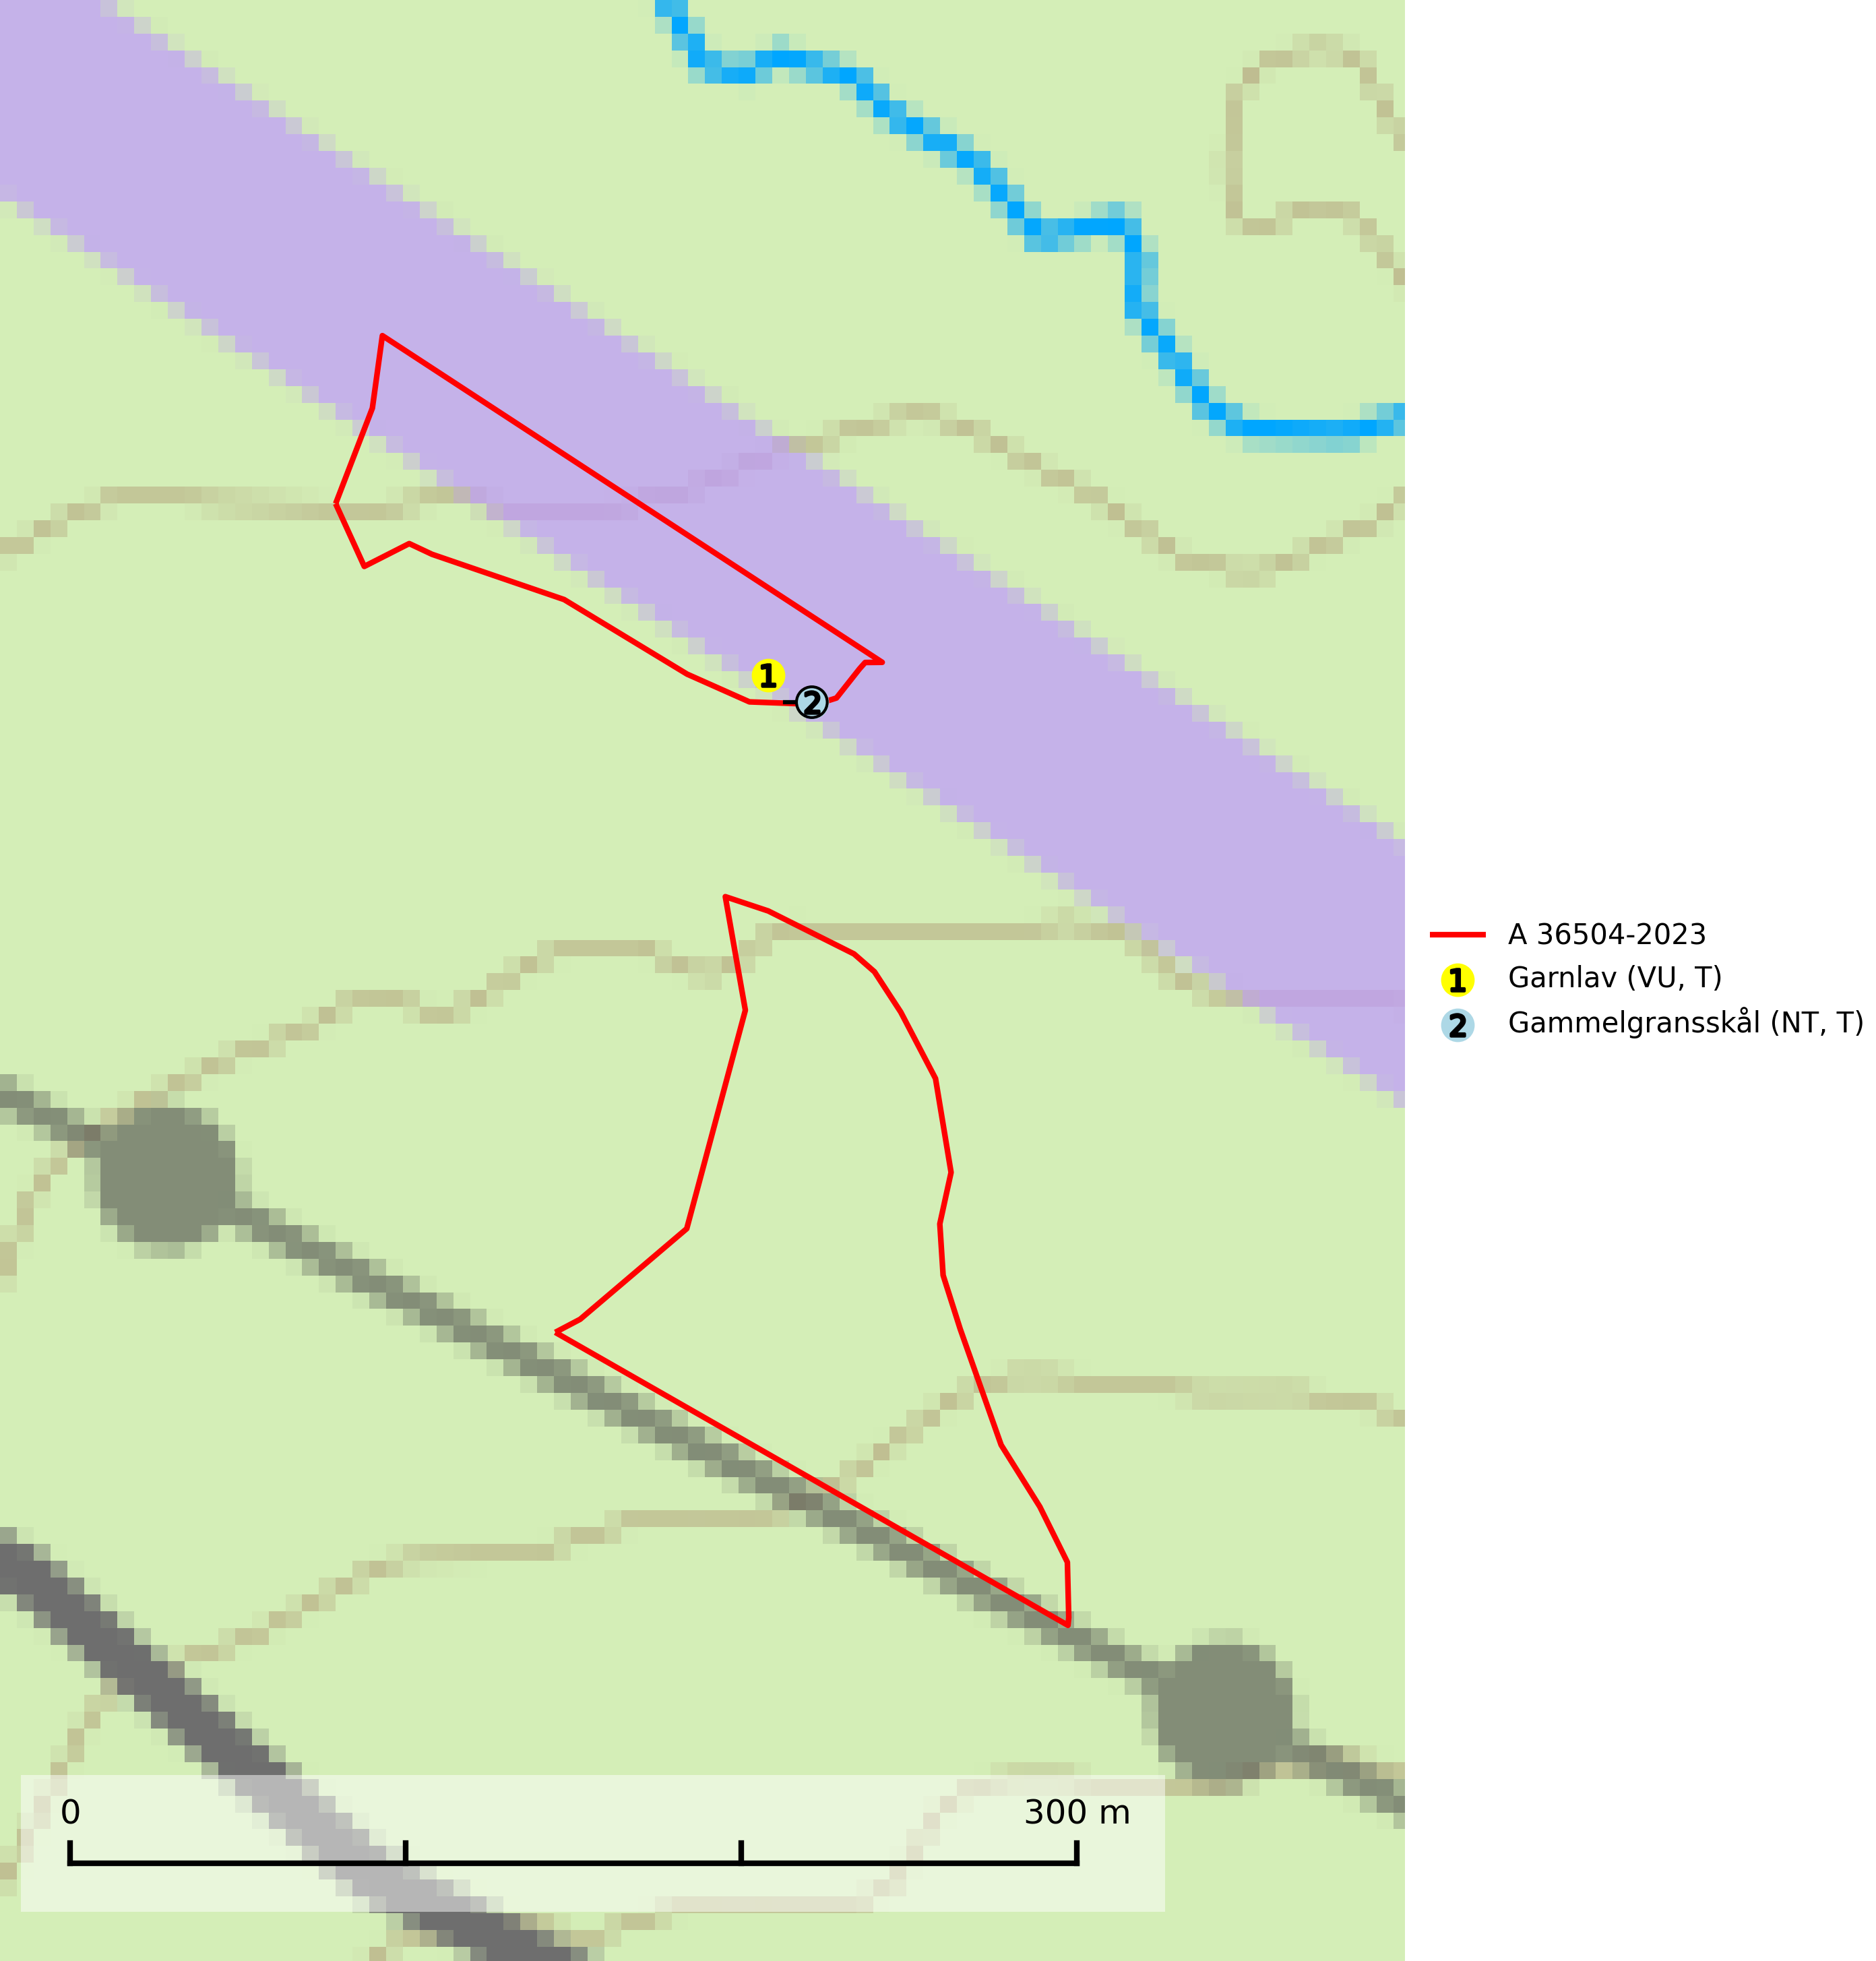 1
2
A 36504-2023
1 Garnlav (VU, T)
2 Gammelgransskål (NT, T)
0 300 m